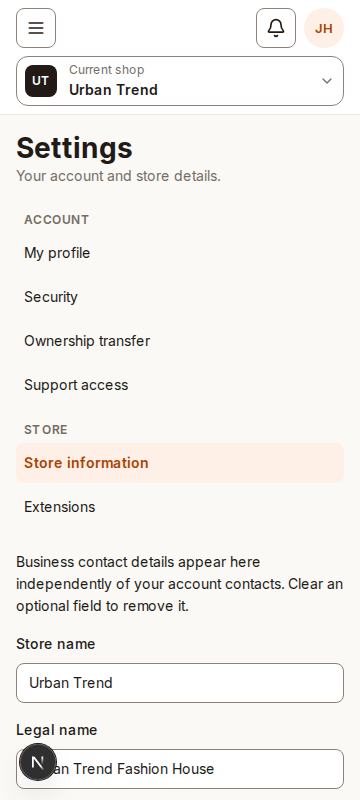 JH
UT
Current shop
Urban Trend
Settings
Your account and store details.
ACCOUNT
My profile
Security
Ownership transfer
Support access
STORE
Store information
Extensions
Business contact details appear here
independently of your account contacts. Clear an
optional field to remove it.
Store name
Urban Trend
Legal name
Trend Fashion House
N